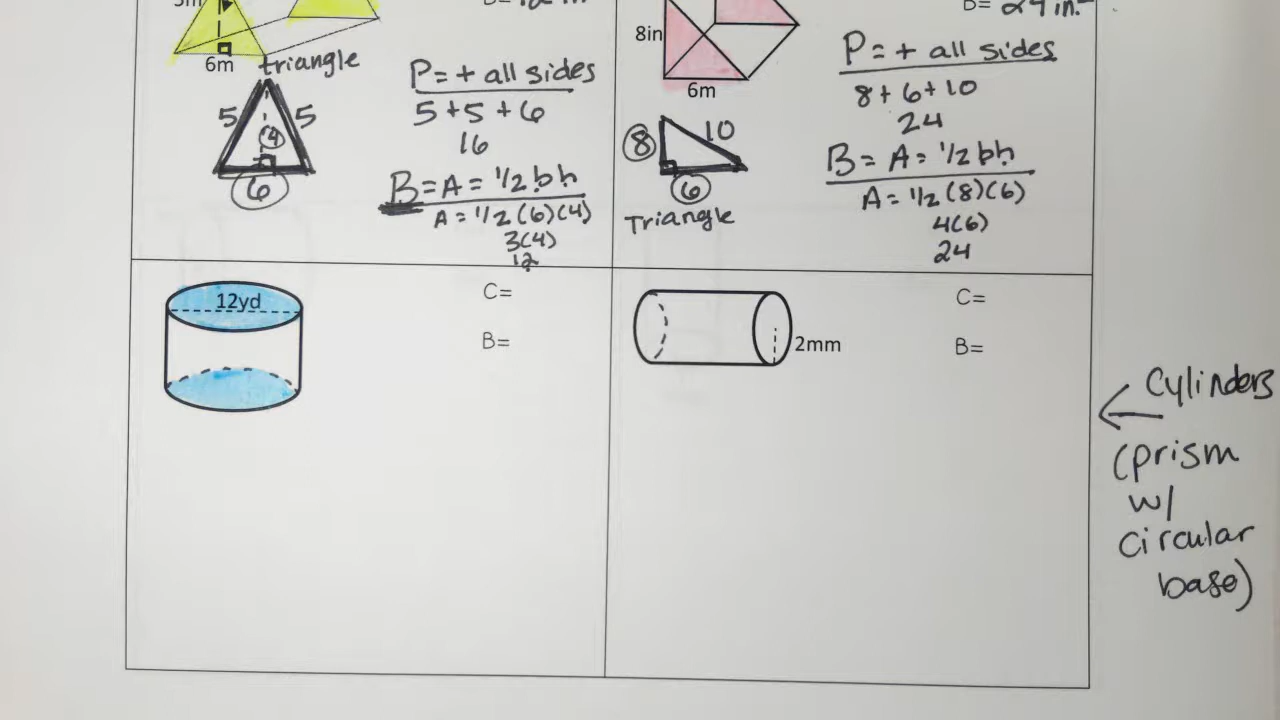 6m
triangle
5 5
4
6
P= + all sides
5 + 5 + 6
16
B = A = 1/2 bh
A = 1/2 (6)(4)
3(4)
12
8in
6m
8 10
6
Triangle
P= + all sides
8 + 6 + 10
24
B = A = 1/2 bh
A = 1/2 (8)(6)
4(6)
24
12yd
C=
B=
2mm
C=
B=
← Cylinders
(prism
w/
circular
base)